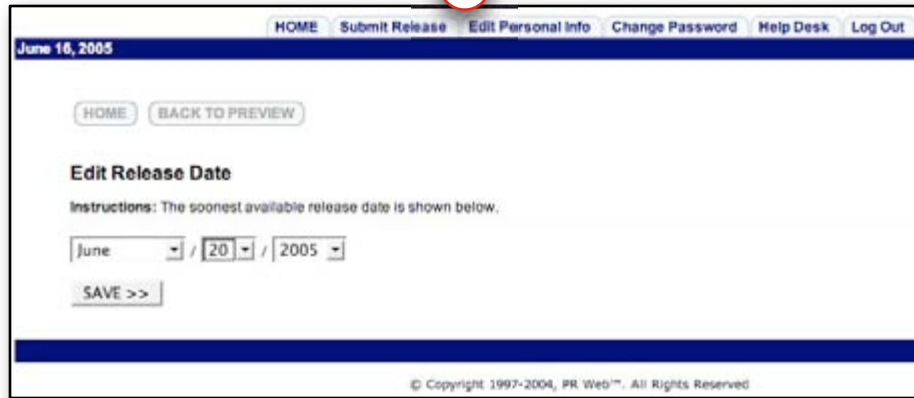 HOME Submit Release Edit Personal Info Change Password Help Desk Log Out
June 16, 2005
HOME BACK TO PREVIEW
Edit Release Date
Instructions: The soonest available release date is shown below.
June / 20 / 2005
SAVE >>
© Copyright 1997-2004, PR Web™. All Rights Reserved